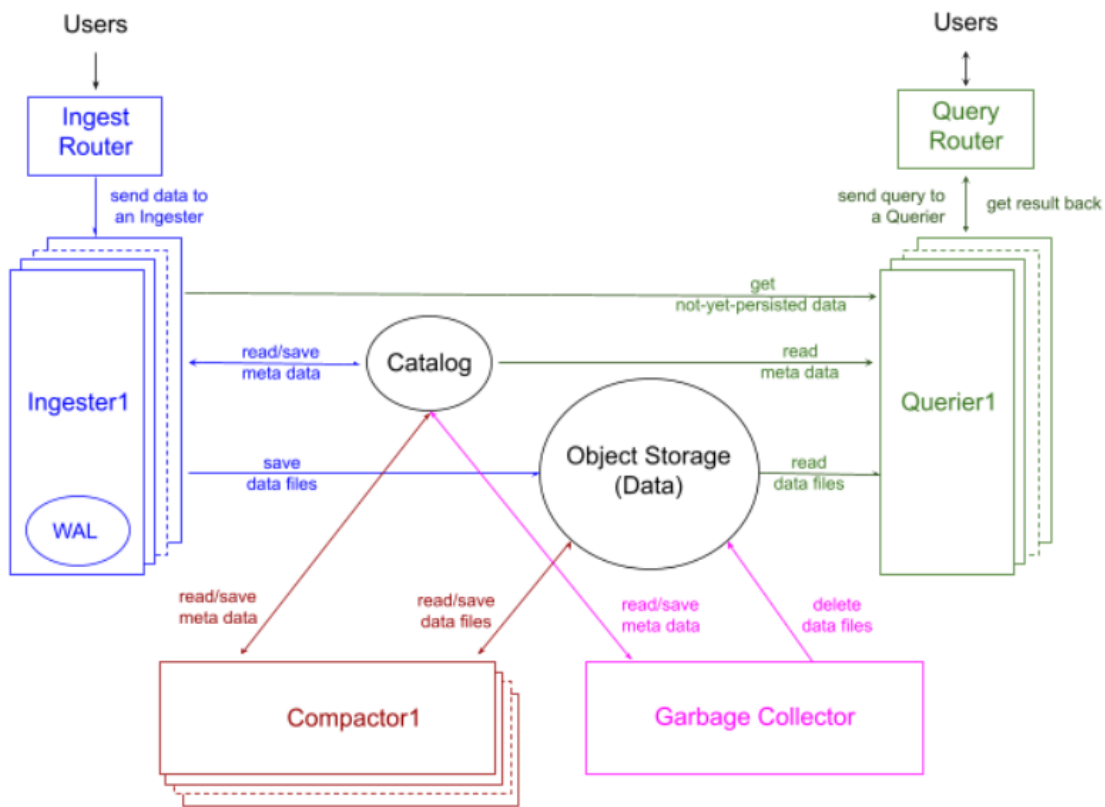 Users
Users
Ingest
Router
Query
Router
send data to
an Ingester
send query to
a Querier
get result back
get
not-yet-persisted data
read/save
meta data
Catalog
read
meta data
Ingester1
Querier1
Object Storage
(Data)
save
data files
read
data files
WAL
read/save
meta data
read/save
data files
read/save
meta data
delete
data files
Compactor1
Garbage Collector